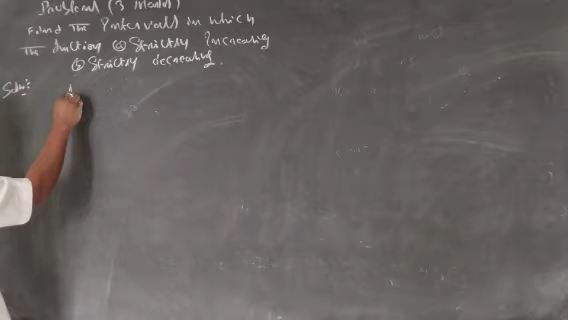 Problem (3 Marks)
Find The Intervals in which
The function (a) Strictly Increasing
(b) Strictly decreasing.
Soln: